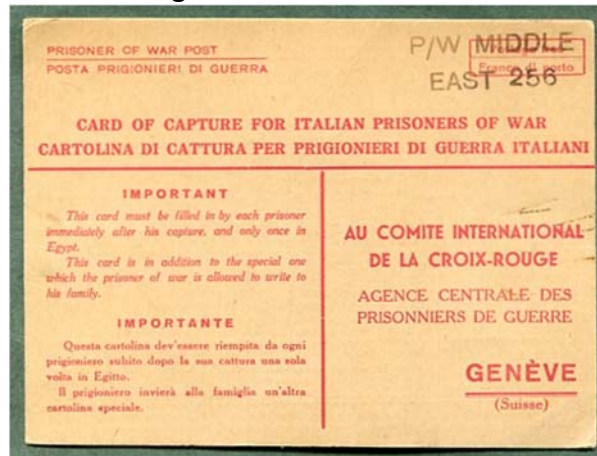 PRISONER OF WAR POST
POSTA PRIGIONIERI DI GUERRA
P/W MIDDLE
EAST 256
Franco di porto
CARD OF CAPTURE FOR ITALIAN PRISONERS OF WAR
CARTOLINA DI CATTURA PER PRIGIONIERI DI GUERRA ITALIANI
IMPORTANT
This card must be filled in by each prisoner
immediately after his capture, and only once in
Egypt.
This card is in addition to the special one
which the prisoner of war is allowed to write to
his family.
IMPORTANTE
Questa cartolina dev'essere riempita da ogni
prigioniero subito dopo la sua cattura una sola
volta in Egitto.
Il prigioniero invierà alla famiglia un'altra
cartolina speciale.
AU COMITE INTERNATIONAL
DE LA CROIX-ROUGE
AGENCE CENTRALE DES
PRISONNIERS DE GUERRE
GENÈVE
(Suisse)